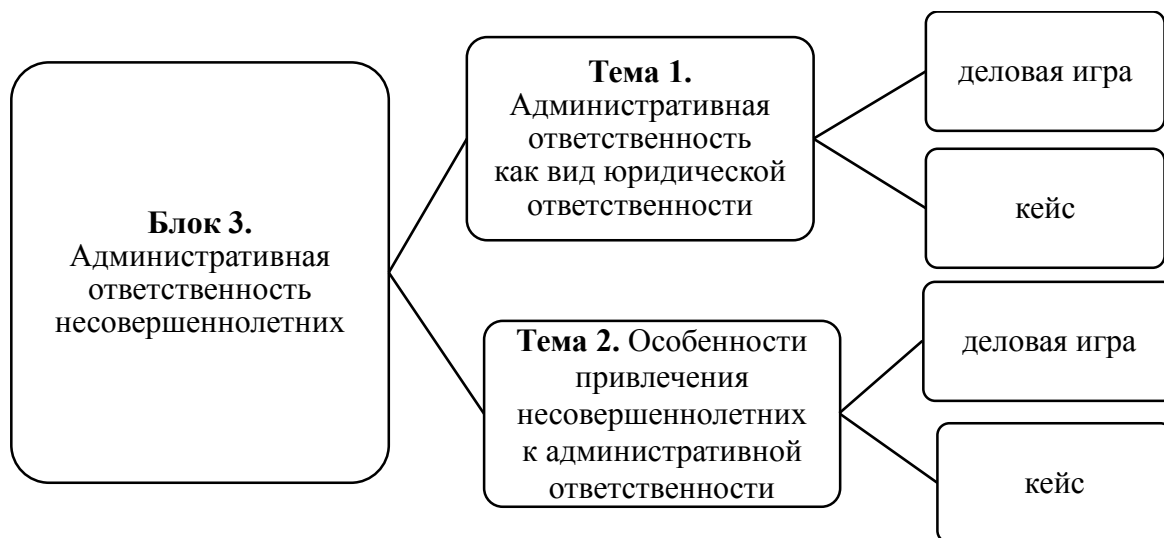 Блок 3.
Административная
ответственность
несовершеннолетних
Тема 1.
Административная
ответственность
как вид юридической
ответственности
деловая игра
кейс
Тема 2. Особенности
привлечения
несовершеннолетних
к административной
ответственности
деловая игра
кейс